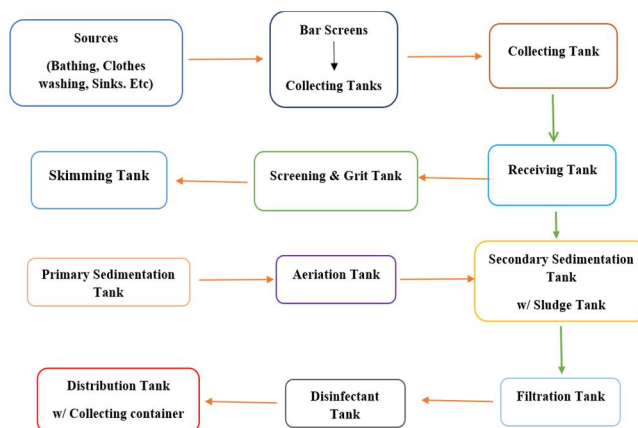 Sources
(Bathing, Clothes
washing, Sinks. Etc)
Bar Screens
Collecting Tanks
Collecting Tank
Skimming Tank
Screening & Grit Tank
Receiving Tank
Primary Sedimentation
Tank
Aeriation Tank
Secondary Sedimentation
Tank
w/ Sludge Tank
Distribution Tank
w/ Collecting container
Disinfectant
Tank
Filtration Tank